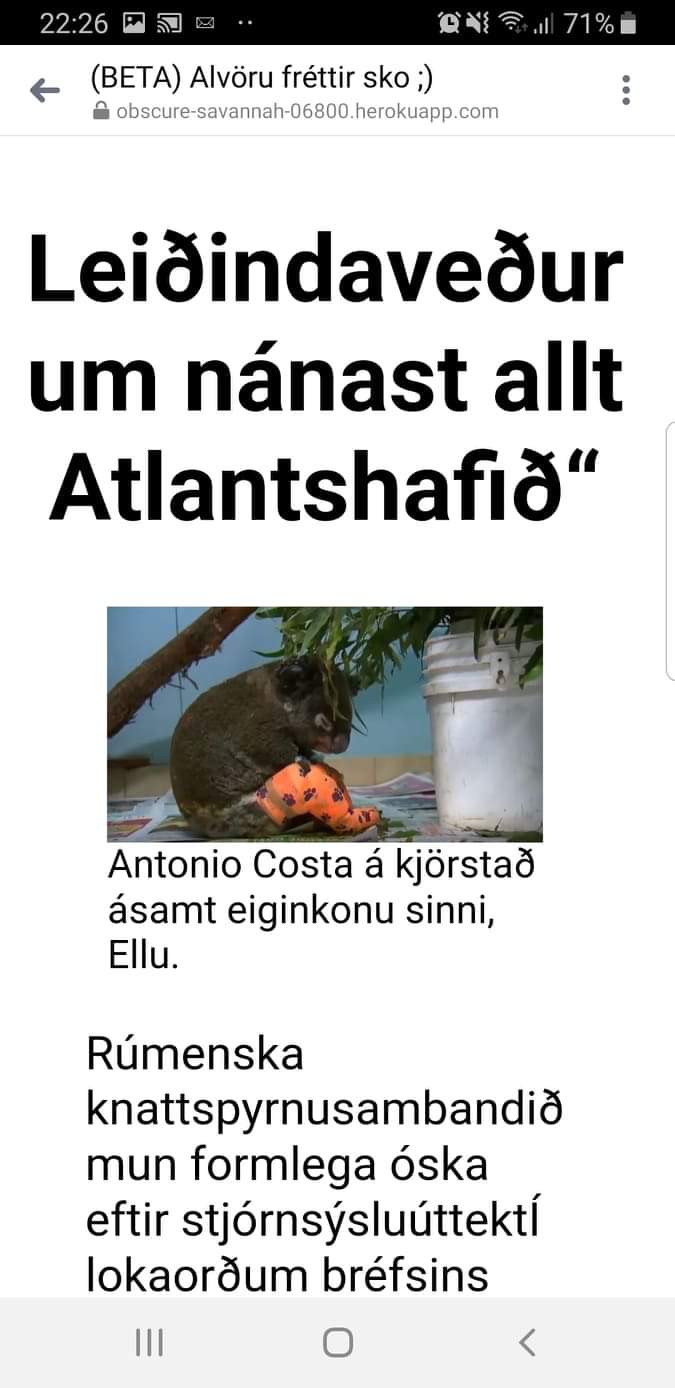 22:26
71%
(BETA) Alvöru fréttir sko ;)
obscure-savannah-06800.herokuapp.com
Leiðindaveður
um nánast allt
Atlantshafið“
Antonio Costa á kjörstað
ásamt eiginkonu sinni,
Ellu.
Rúmenska
knattspyrnusambandið
mun formlega óska
eftir stjórnsýsluúttektÍ
lokaorðum bréfsins